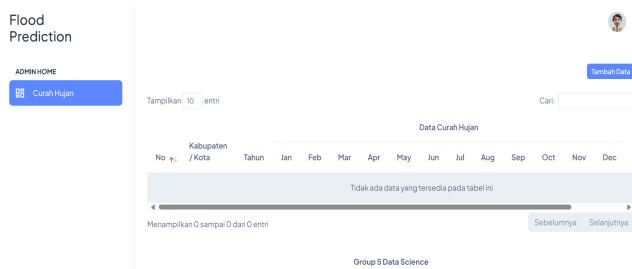 Flood
Prediction
ADMIN HOME
Curah Hujan
Tambah Data
Tampilkan 10 entri
Cari:
Data Curah Hujan
No Kabupaten / Kota Tahun Jan Feb Mar Apr May Jun Jul Aug Sep Oct Nov Dec
Tidak ada data yang tersedia pada tabel ini
Menampilkan 0 sampai 0 dari 0 entri
Sebelumnya Selanjutnya
Group 5 Data Science